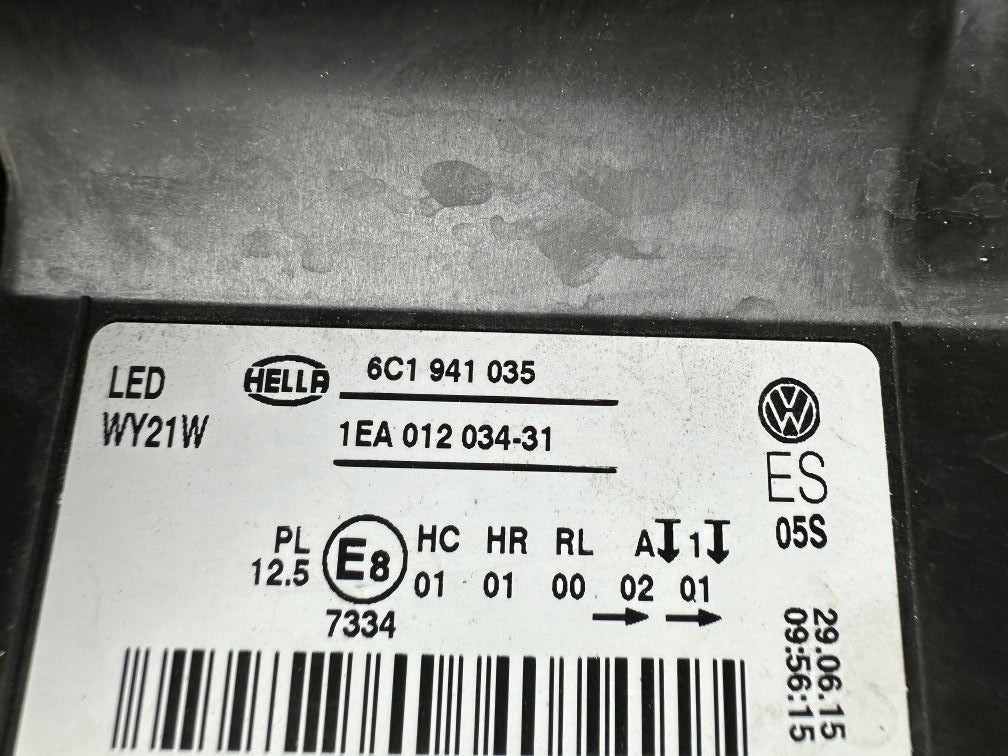 LED
WY21W
HELLA
6C1 941 035
1EA 012 034-31
VW
ES
05S
PL
12.5
E8
HC HR RL A 1
01 01 00 02 01
7334
29.06.15
09:56:15